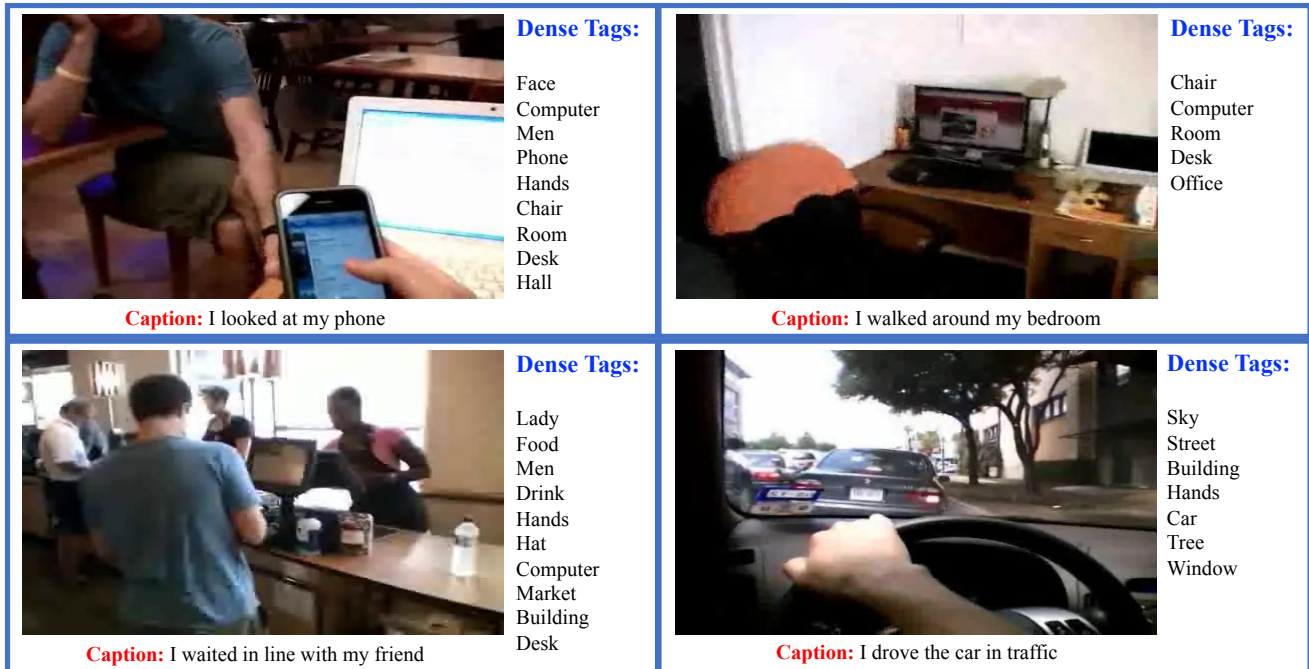 Dense Tags:
Face
Computer
Men
Phone
Hands
Chair
Room
Desk
Hall
Caption: I looked at my phone
Dense Tags:
Chair
Computer
Room
Desk
Office
Caption: I walked around my bedroom
Dense Tags:
Lady
Food
Men
Drink
Hands
Hat
Computer
Market
Building
Desk
Caption: I waited in line with my friend
Dense Tags:
Sky
Street
Building
Hands
Car
Tree
Window
Caption: I drove the car in traffic